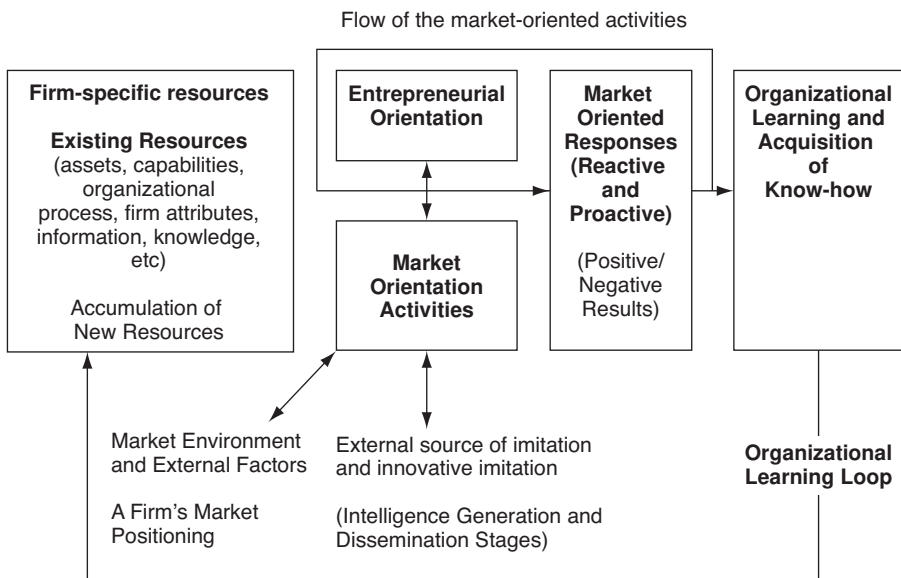 Flow of the market-oriented activities
Firm-specific resources
Existing Resources
(assets, capabilities,
organizational
process, firm attributes,
information, knowledge,
etc)
Accumulation of
New Resources
Entrepreneurial
Orientation
Market
Orientation
Activities
Market
Oriented
Responses
(Reactive
and
Proactive)
(Positive/
Negative
Results)
Organizational
Learning and
Acquisition
of
Know-how
Market Environment
and External Factors
A Firm's Market
Positioning
External source of imitation
and innovative imitation
(Intelligence Generation and
Dissemination Stages)
Organizational
Learning Loop